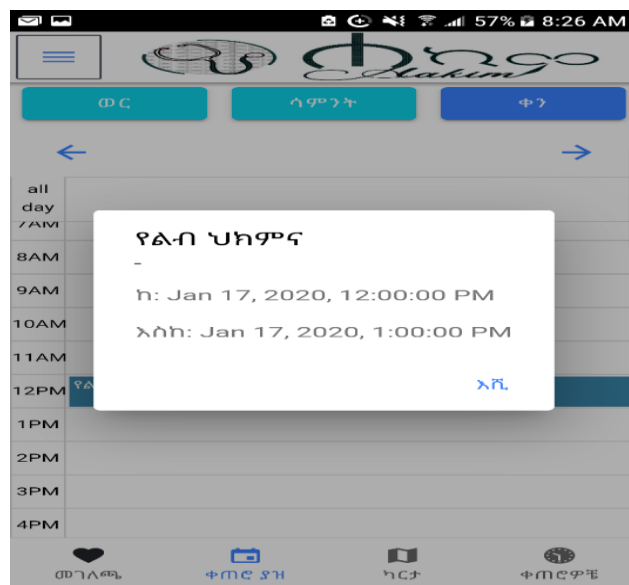 57% 8:26 AM
ሐኪም
Hakim
ወር
ሳምንት
ቀን
all
day
7AM
8AM
9AM
10AM
11AM
12PM
1PM
2PM
3PM
4PM
የልብ ህክምና
-
ከ: Jan 17, 2020, 12:00:00 PM
እስከ: Jan 17, 2020, 1:00:00 PM
እሺ
መገለጫ
ቀጠሮ ያዝ
ካርታ
ቀጠሮዎቼ